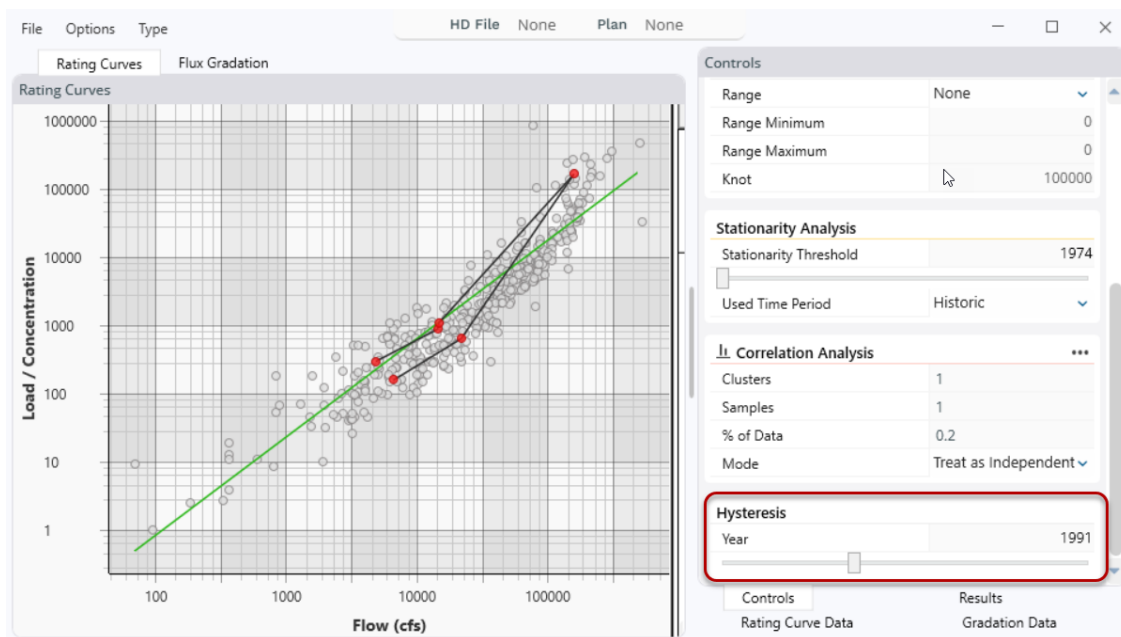 File Options Type HD File None Plan None
Rating Curves Flux Gradation
Rating Curves
Load / Concentration
1000000
100000
10000
1000
100
10
1
100 1000 10000 100000
Flow (cfs)
Controls
Range None
Range Minimum 0
Range Maximum 0
Knot 100000
Stationarity Analysis
Stationarity Threshold 1974
Used Time Period Historic
Correlation Analysis
Clusters 1
Samples 1
% of Data 0.2
Mode Treat as Independent
Hysteresis
Year 1991
Controls Results
Rating Curve Data Gradation Data